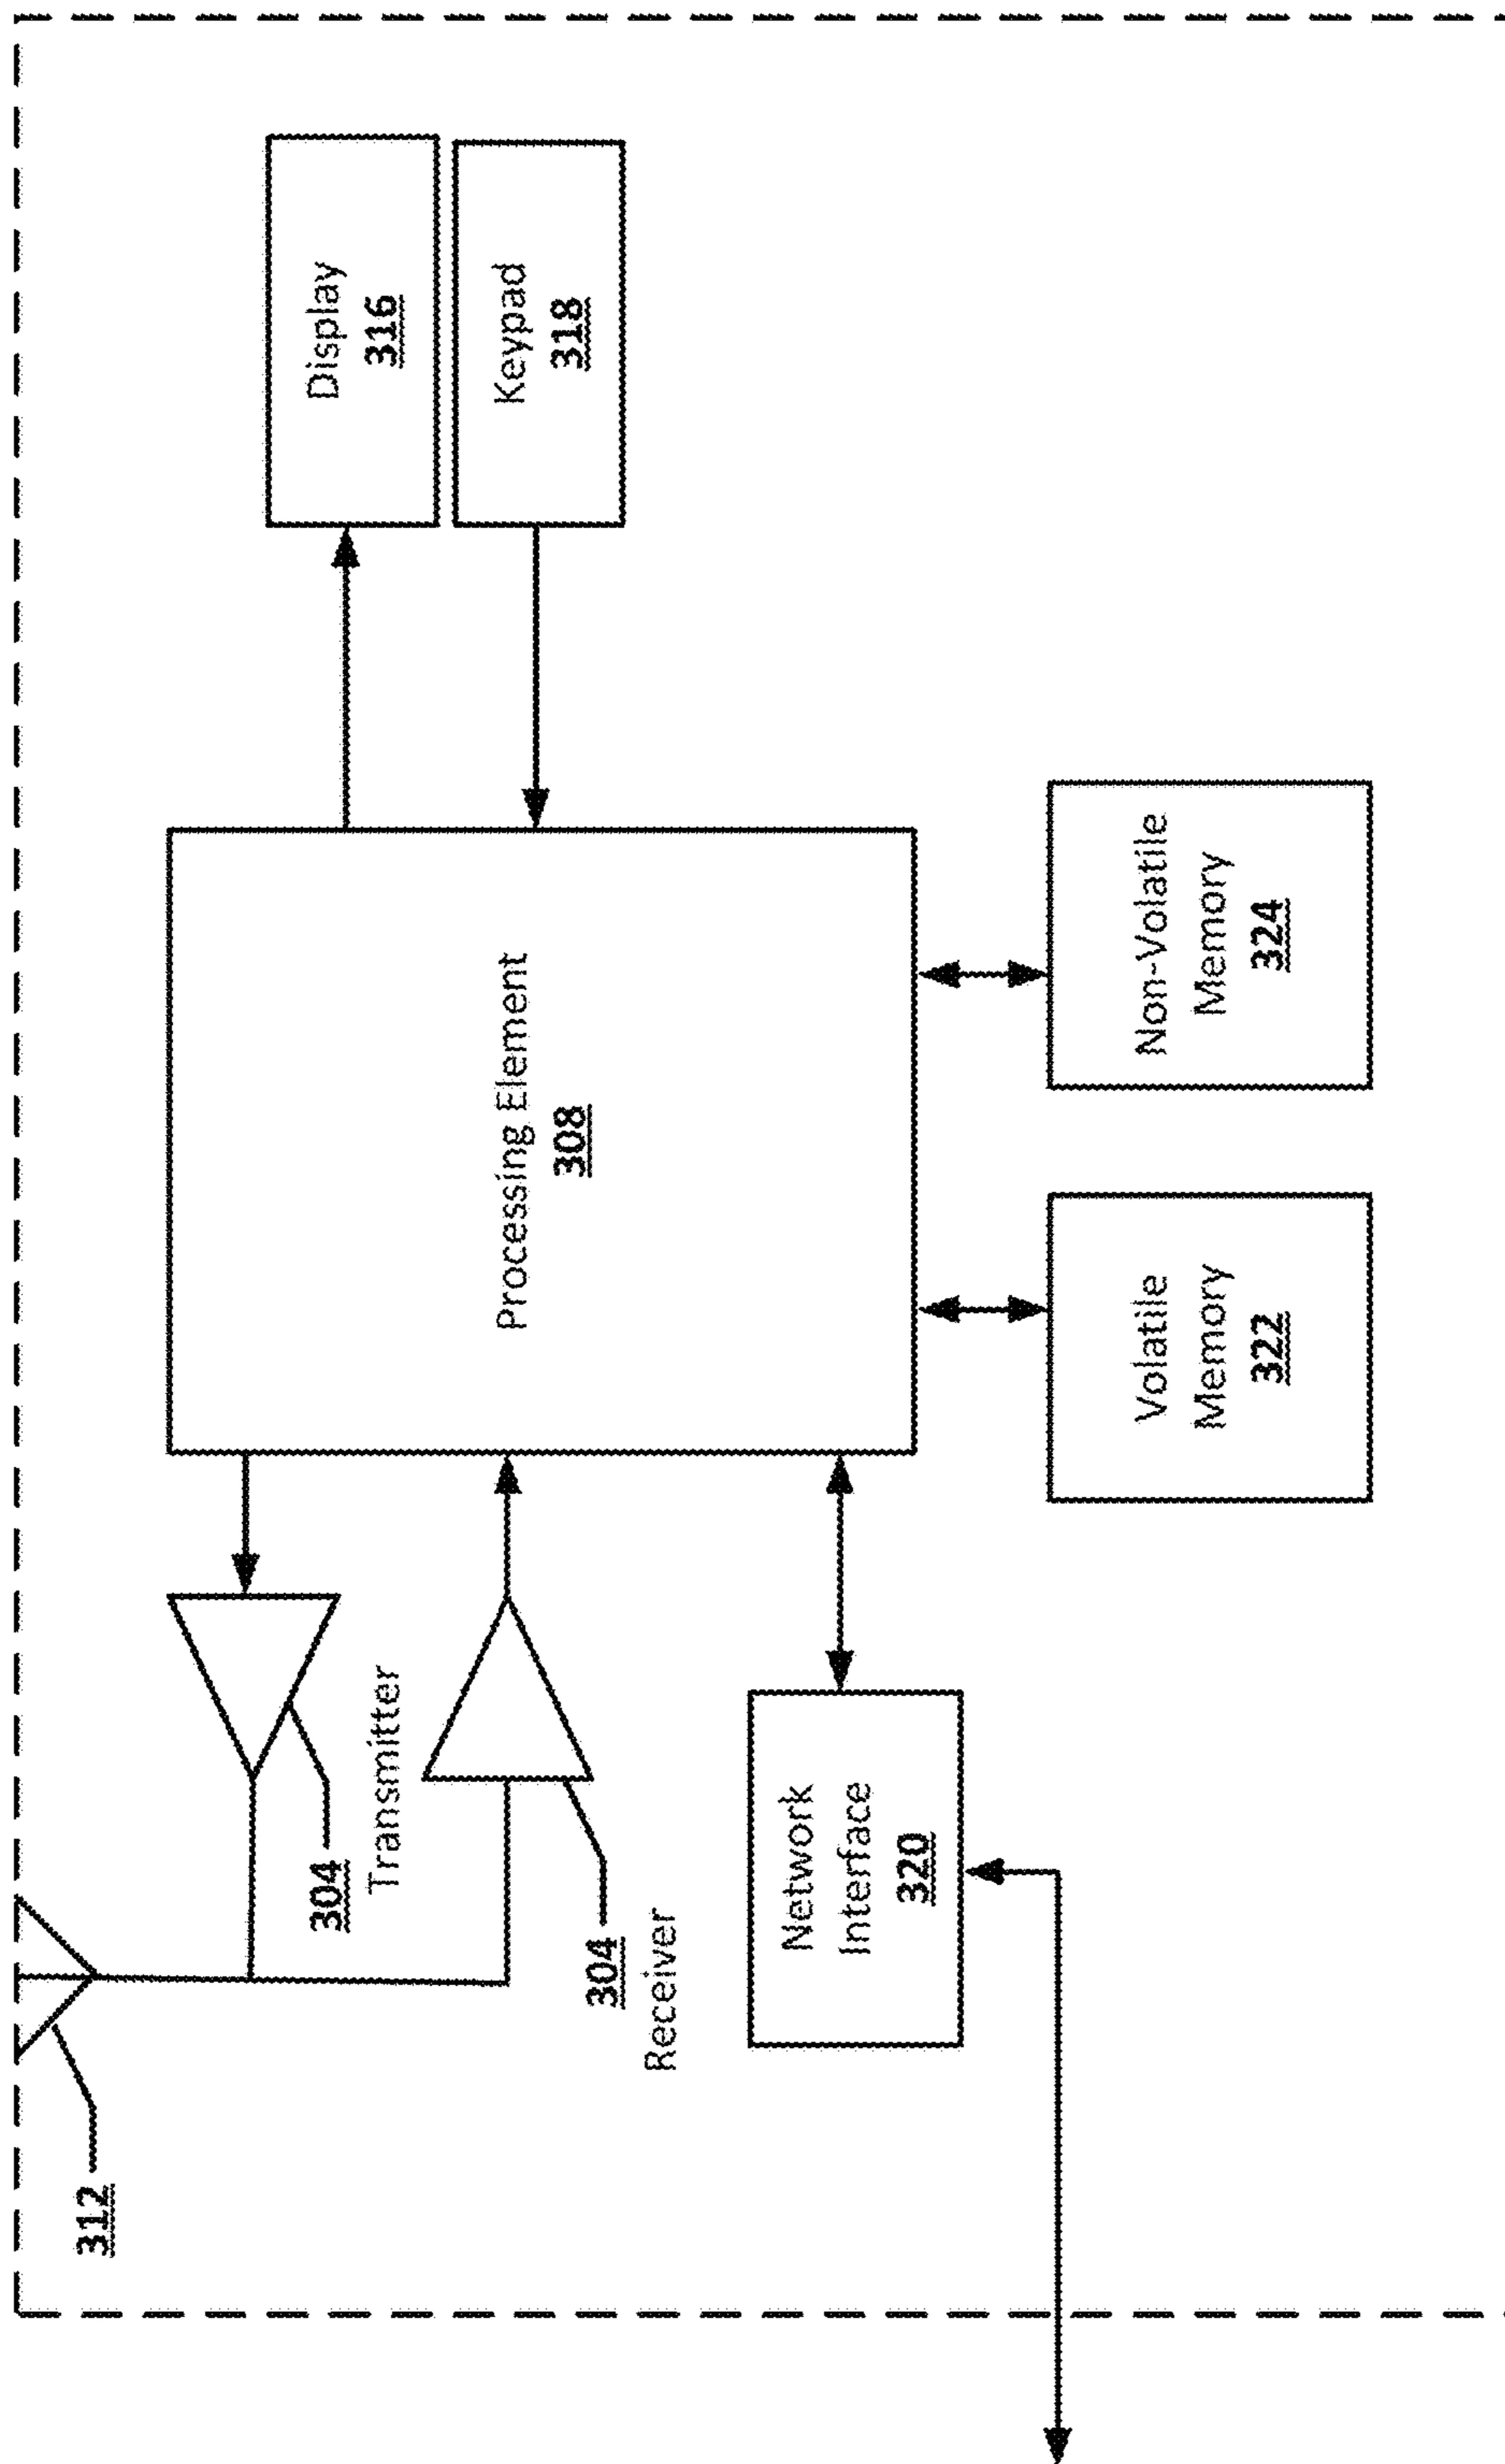 312
304
Transmitter
304
Receiver
Network
Interface
320
Processing Element
308
Volatile
Memory
322
Non-Volatile
Memory
324
Display
316
Keypad
318